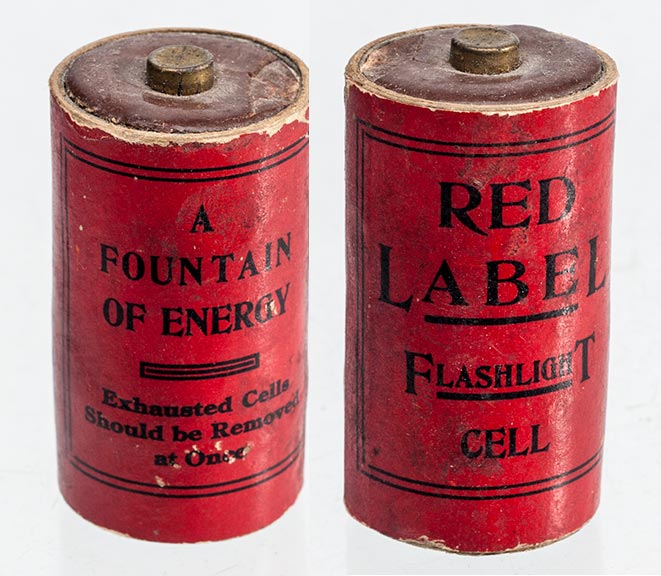 A
FOUNTAIN
OF ENERGY
Exhausted Cells
Should be Removed
at Once
RED
LABEL
FLASHLIGHT
CELL